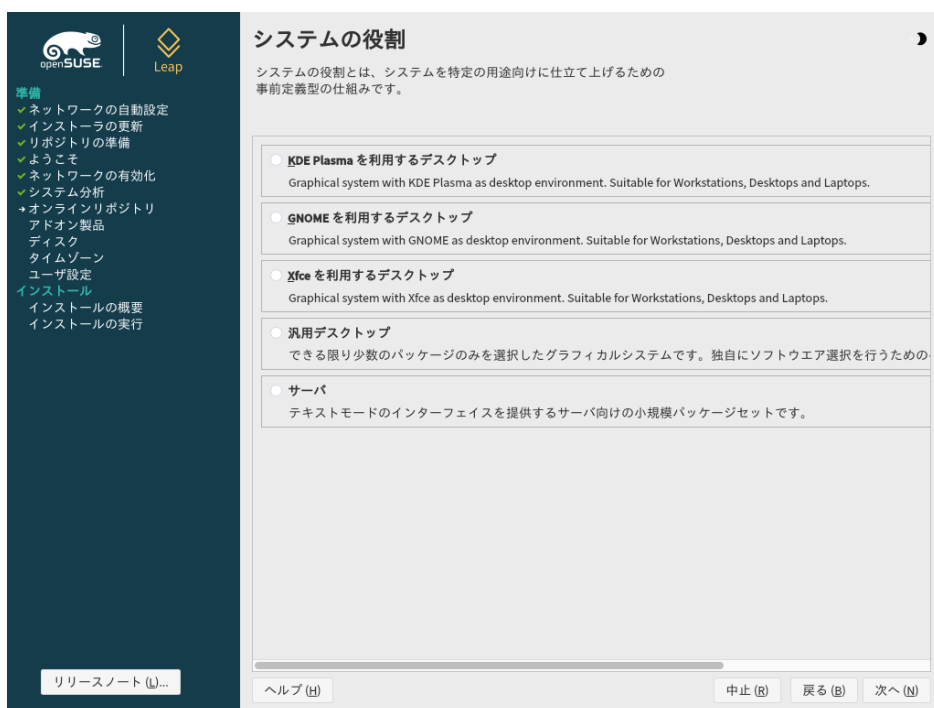 openSUSE.
Leap
準備
ネットワークの自動設定
インストーラの更新
リポジトリの準備
ようこそ
ネットワークの有効化
システム分析
オンラインリポジトリ
アドオン製品
ディスク
タイムゾーン
ユーザ設定
インストール
インストールの概要
インストールの実行
リリースノート (L)...
システムの役割
システムの役割とは、システムを特定の用途向けに仕立て上げるための
事前定義型の仕組みです。
KDE Plasma を利用するデスクトップ
Graphical system with KDE Plasma as desktop environment. Suitable for Workstations, Desktops and Laptops.
GNOME を利用するデスクトップ
Graphical system with GNOME as desktop environment. Suitable for Workstations, Desktops and Laptops.
Xfce を利用するデスクトップ
Graphical system with Xfce as desktop environment. Suitable for Workstations, Desktops and Laptops.
汎用デスクトップ
できる限り少数のパッケージのみを選択したグラフィカルシステムです。独自にソフトウエア選択を行うための
サーバ
テキストモードのインターフェイスを提供するサーバ向けの小規模パッケージセットです。
ヘルプ (H)
中止 (R)
戻る (B)
次へ (N)